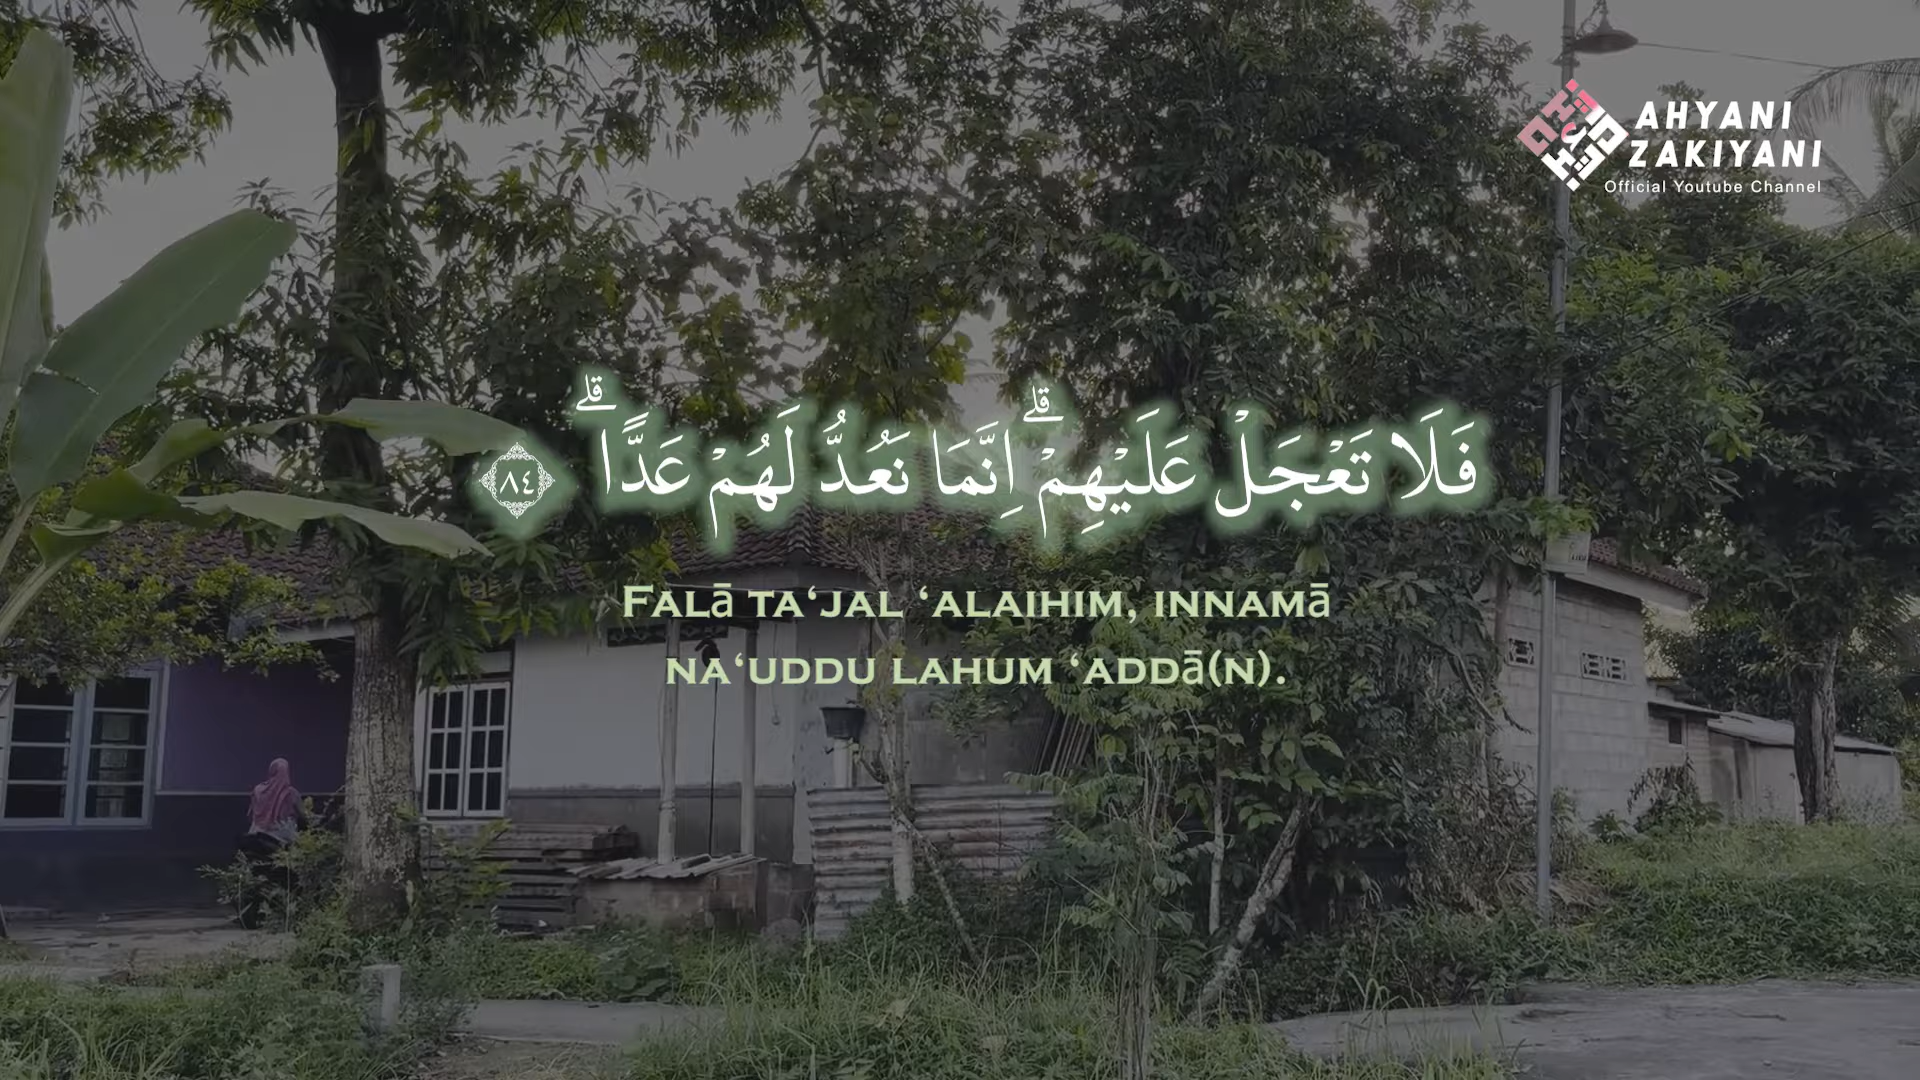 AHYANI
ZAKIYANI
Official Youtube Channel
فَلَا تَعْجَلْ عَلَيْهِمْۗ اِنَّمَا نَعُدُّ لَهُمْ عَدًّاۗ ٨٤
Falā ta‘jal ‘alaihim, innamā
na‘uddu lahum ‘addā(n).